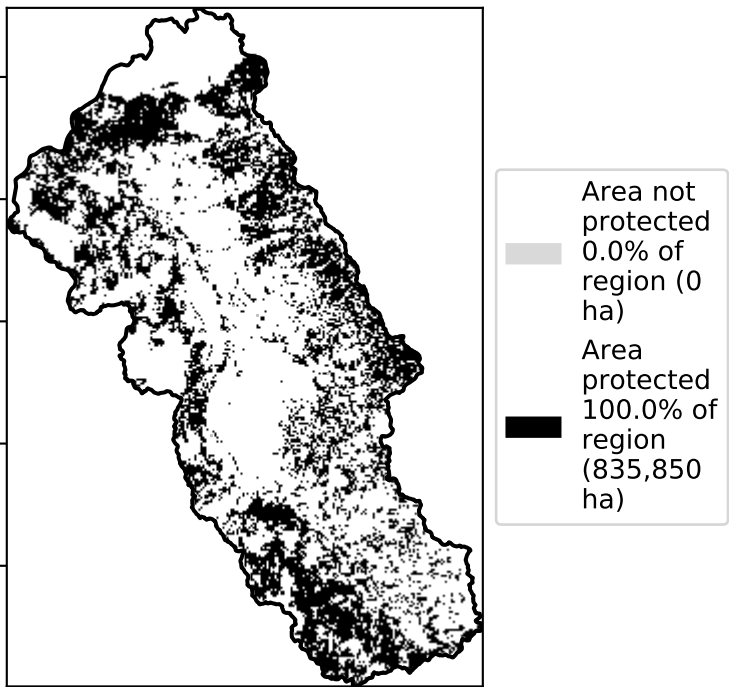 Area not
protected
0.0% of
region (0
ha)
Area
protected
100.0% of
region
(835,850
ha)